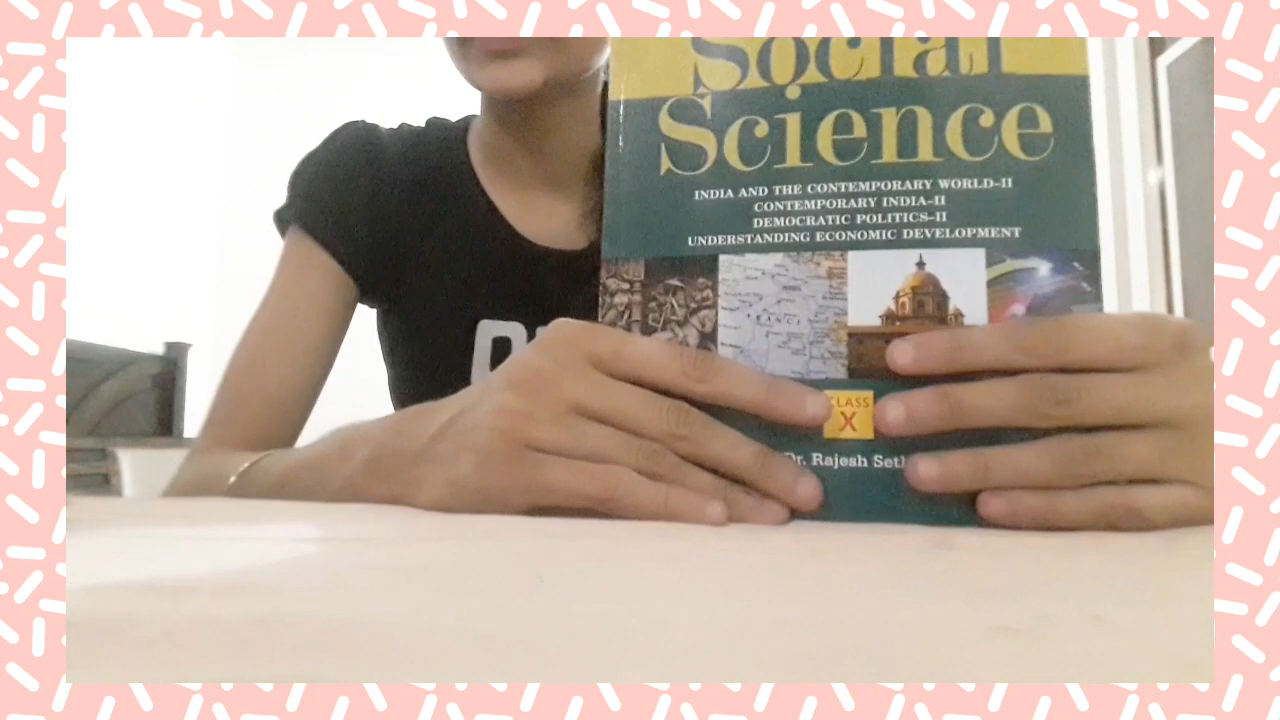 Social
Science
INDIA AND THE CONTEMPORARY WORLD-II
CONTEMPORARY INDIA-II
DEMOCRATIC POLITICS-II
UNDERSTANDING ECONOMIC DEVELOPMENT
FRANCE
CLASS
X
Dr. Rajesh